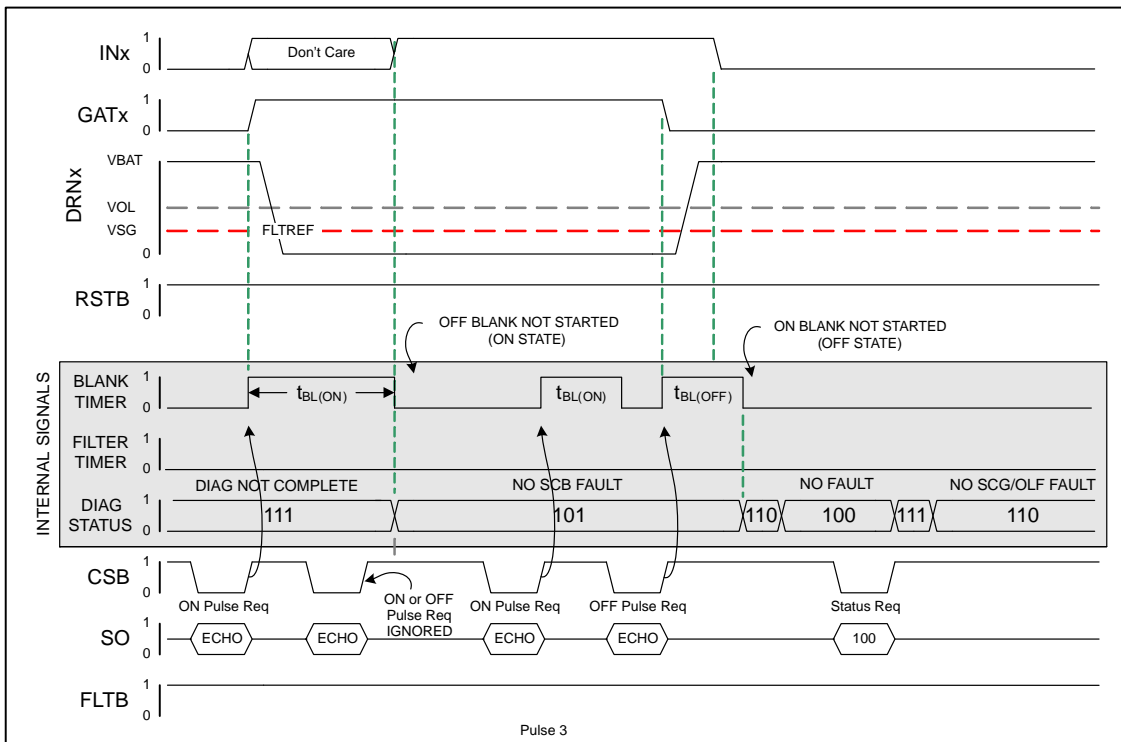 INx
1
0
Don't Care
GATx
1
0
DRNx
VBAT
VOL
VSG
0
FLTREF
RSTB
1
0
OFF BLANK NOT STARTED
(ON STATE)
ON BLANK NOT STARTED
(OFF STATE)
INTERNAL SIGNALS
BLANK
TIMER
1
0
tBL(ON)
tBL(ON)
tBL(OFF)
FILTER
TIMER
1
0
DIAG NOT COMPLETE
NO SCB FAULT
NO FAULT
NO SCG/OLF FAULT
DIAG
STATUS
1
0
111
101
110
100
111
110
CSB
1
0
ON Pulse Req
ON or OFF
Pulse Req
IGNORED
ON Pulse Req
OFF Pulse Req
Status Req
SO
1
0
ECHO
ECHO
ECHO
ECHO
100
FLTB
1
0
Pulse 3